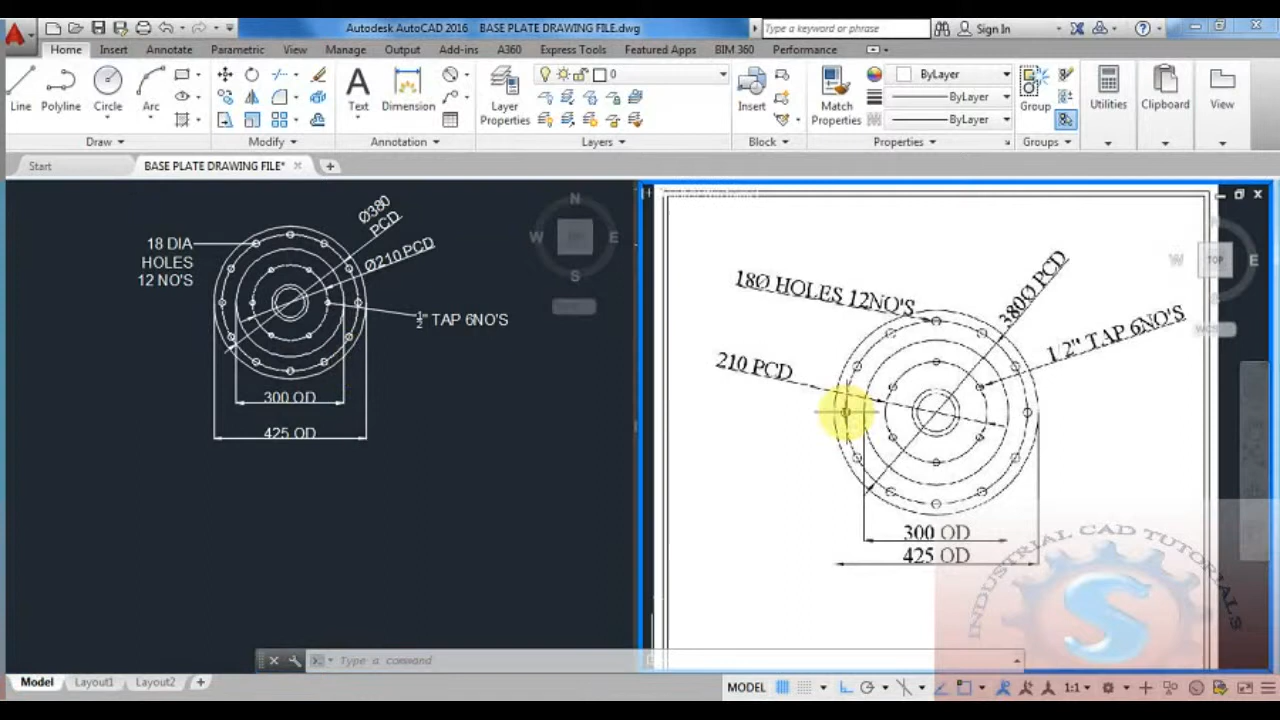 Autodesk AutoCAD 2016 BASE PLATE DRAWING FILE.dwg
Type a keyword or phrase
Sign In
Home Insert Annotate Parametric View Manage Output Add-ins A360 Express Tools Featured Apps BIM 360 Performance
Line Polyline Circle Arc
Text Dimension
Layer Properties
0
Insert
Match Properties
ByLayer
ByLayer
ByLayer
Group
Utilities
Clipboard
View
Draw Modify Annotation Layers Block Properties Groups
Start
BASE PLATE DRAWING FILE*
Ø380
PCD
Ø210 PCD
18 DIA
HOLES
12 NO'S
½" TAP 6NO'S
300 OD
425 OD
N
W E
S
18Ø HOLES 12NO'S
380Ø PCD
1/2" TAP 6NO'S
210 PCD
300 OD
425 OD
W TOP E
INDUSTRIAL CAD TUTORIAL'S
S
Type a command
Model Layout1 Layout2
MODEL
1:1